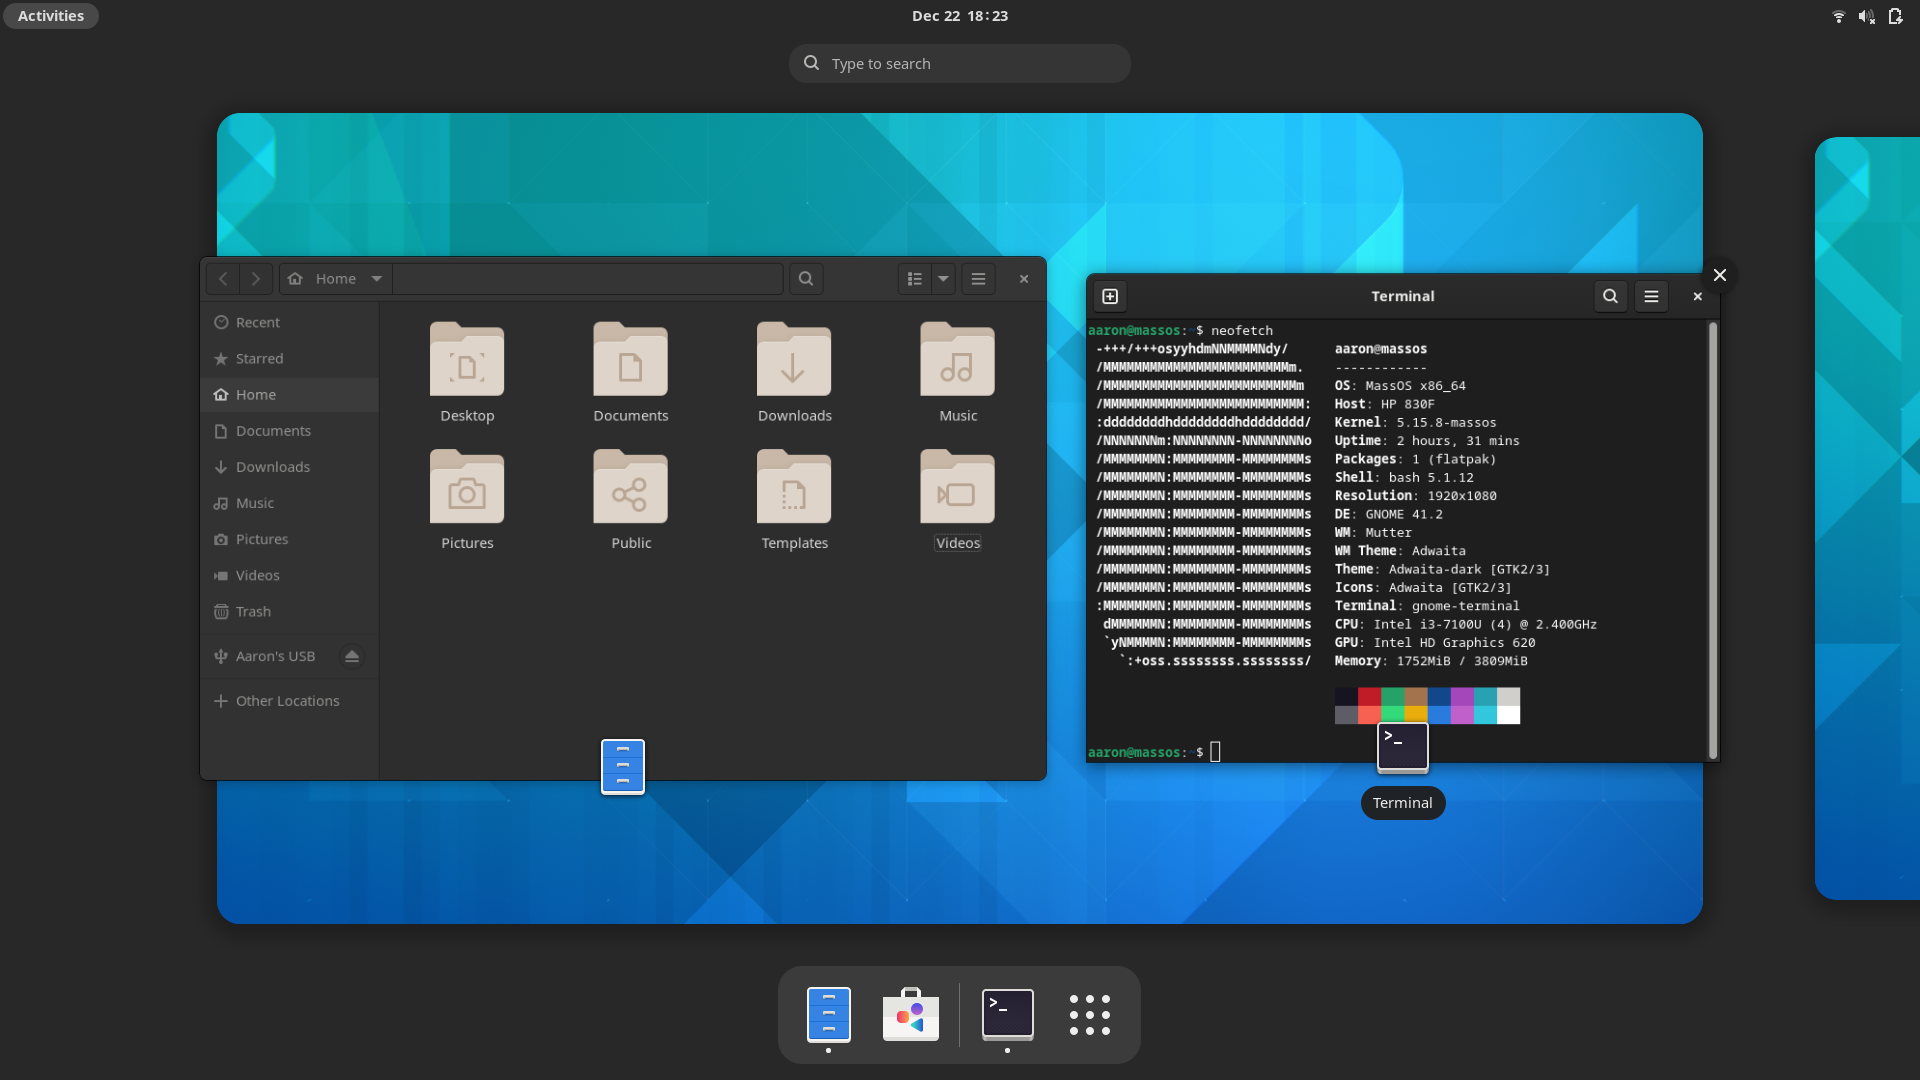 Activities
Dec 22 18:23
Type to search
Home
Recent
Starred
Home
Documents
Downloads
Music
Pictures
Videos
Trash
Aaron's USB
Other Locations
Desktop
Documents
Downloads
Music
Pictures
Public
Templates
Videos
Terminal
aaron@massos:~$ neofetch
-+++/+++osyyhdmNNMMMMNdy/ aaron@massos
/MMMMMMMMMMMMMMMMMMMMMMMMm. ------------
/MMMMMMMMMMMMMMMMMMMMMMMMMm OS: MassOS x86_64
/MMMMMMMMMMMMMMMMMMMMMMMMMM: Host: HP 830F
:ddddddddhddddddddhddddddddd/ Kernel: 5.15.8-massos
/NNNNNNNm:NNNNNNNN-NNNNNNNNo Uptime: 2 hours, 31 mins
/MMMMMMMN:MMMMMMMM-MMMMMMMMs Packages: 1 (flatpak)
/MMMMMMMN:MMMMMMMM-MMMMMMMMs Shell: bash 5.1.12
/MMMMMMMN:MMMMMMMM-MMMMMMMMs Resolution: 1920x1080
/MMMMMMMN:MMMMMMMM-MMMMMMMMs DE: GNOME 41.2
/MMMMMMMN:MMMMMMMM-MMMMMMMMs WM: Mutter
/MMMMMMMN:MMMMMMMM-MMMMMMMMs WM Theme: Adwaita
/MMMMMMMN:MMMMMMMM-MMMMMMMMs Theme: Adwaita-dark [GTK2/3]
/MMMMMMMN:MMMMMMMM-MMMMMMMMs Icons: Adwaita [GTK2/3]
:MMMMMMMN:MMMMMMMM-MMMMMMMMs Terminal: gnome-terminal
dMMMMMMN:MMMMMMMM-MMMMMMMMs CPU: Intel i3-7100U (4) @ 2.400GHz
`yNMMMMN:MMMMMMMM-MMMMMMMMs GPU: Intel HD Graphics 620
`:+oss.ssssssss.ssssssss/ Memory: 1752MiB / 3809MiB
aaron@massos:~$
Terminal